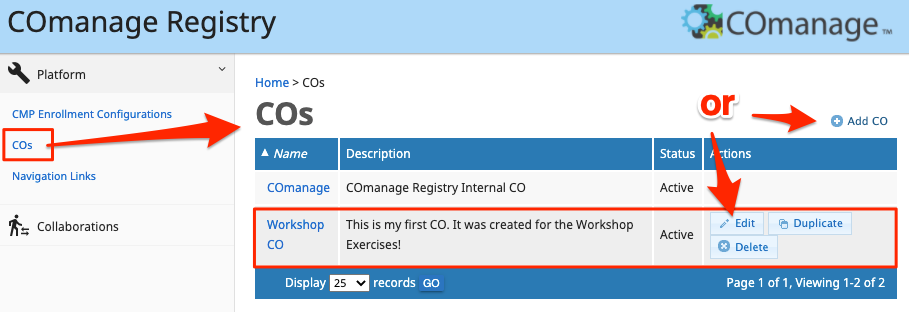 COmanage Registry
COmanage™
Platform
CMP Enrollment Configurations
COs
Navigation Links
Collaborations
Home > COs
COs
or
Add CO
Name Description Status Actions
COmanage COmanage Registry Internal CO Active
Workshop CO
This is my first CO. It was created for the Workshop
Exercises!
Active
Edit Duplicate
Delete
Display 25 records GO Page 1 of 1, Viewing 1-2 of 2